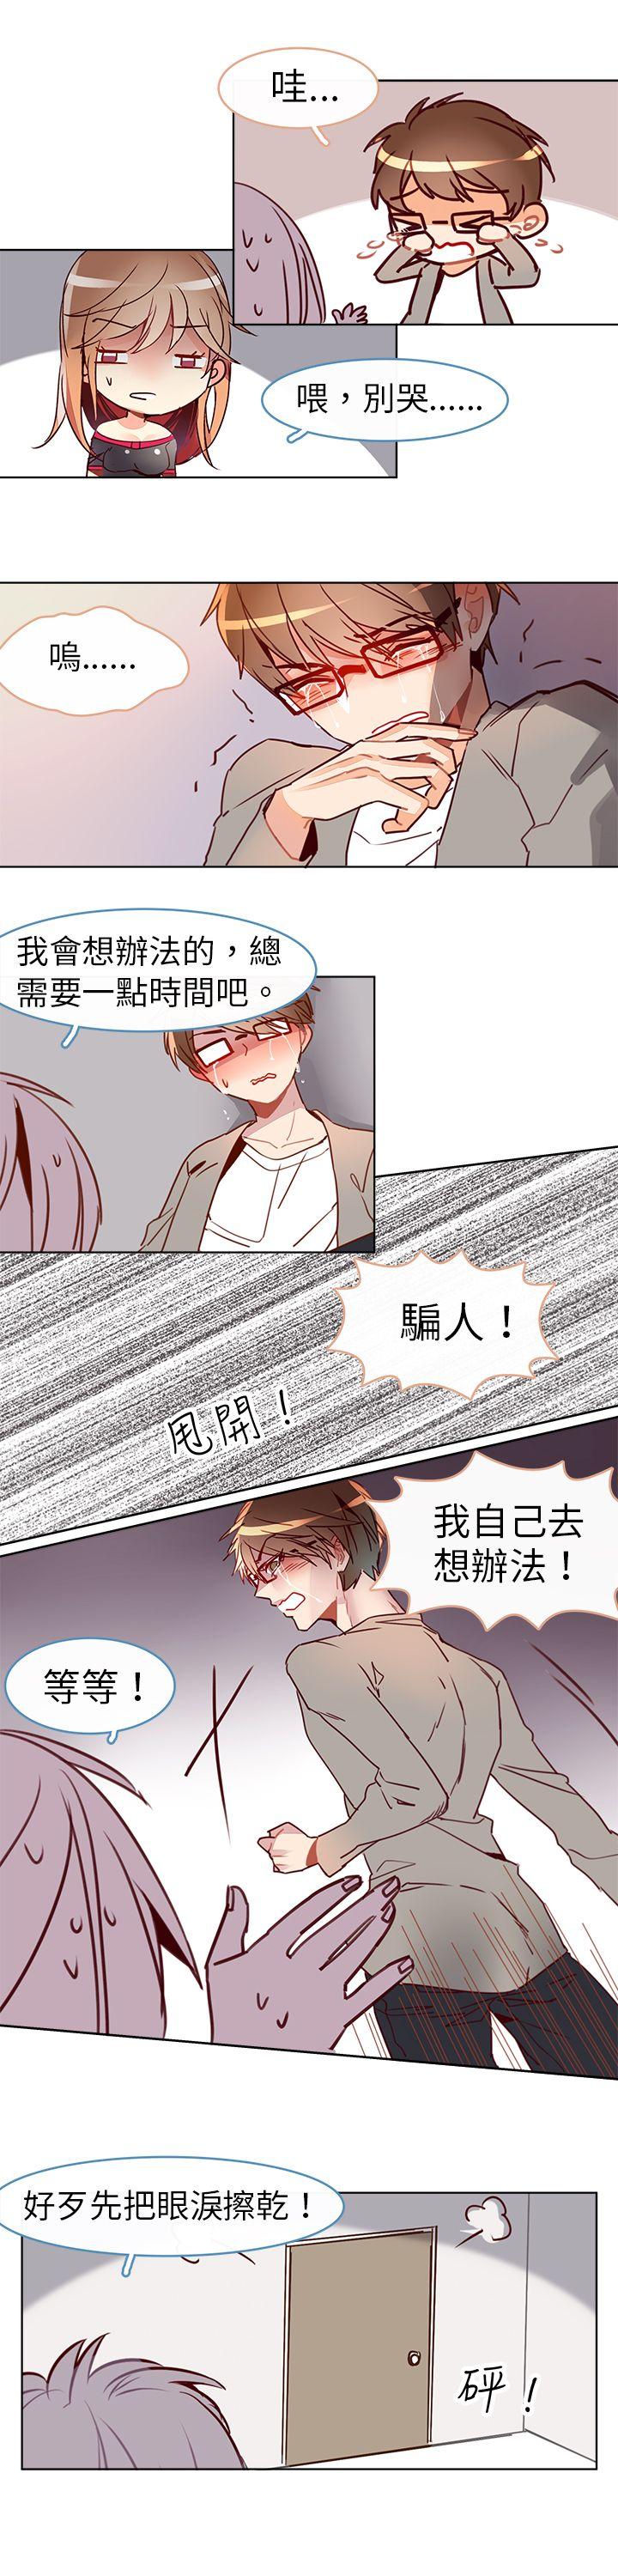 哇...
喂，別哭......
嗚......
我會想辦法的，總
需要一點時間吧。
騙人！
甩開！
我自己去
想辦法！
等等！
好歹先把眼淚擦乾！
砰！